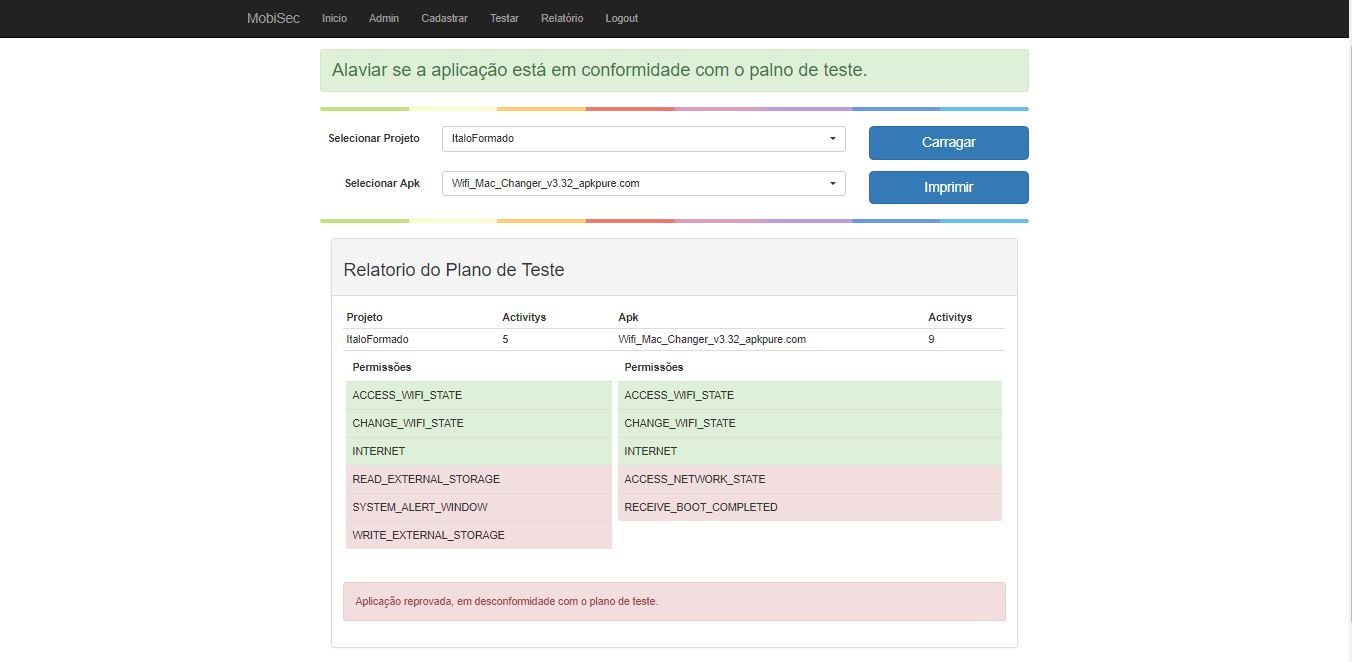 MobiSec Inicio Admin Cadastrar Testar Relatório Logout
Alaviar se a aplicação está em conformidade com o palno de teste.
Selecionar Projeto ItaloFormado Carragar
Selecionar Apk Wifi_Mac_Changer_v3.32_apkpure.com Imprimir
Relatorio do Plano de Teste
Projeto Activitys Apk Activitys
ItaloFormado 5 Wifi_Mac_Changer_v3.32_apkpure.com 9
Permissões Permissões
ACCESS_WIFI_STATE ACCESS_WIFI_STATE
CHANGE_WIFI_STATE CHANGE_WIFI_STATE
INTERNET INTERNET
READ_EXTERNAL_STORAGE ACCESS_NETWORK_STATE
SYSTEM_ALERT_WINDOW RECEIVE_BOOT_COMPLETED
WRITE_EXTERNAL_STORAGE
Aplicação reprovada, em desconformidade com o plano de teste.